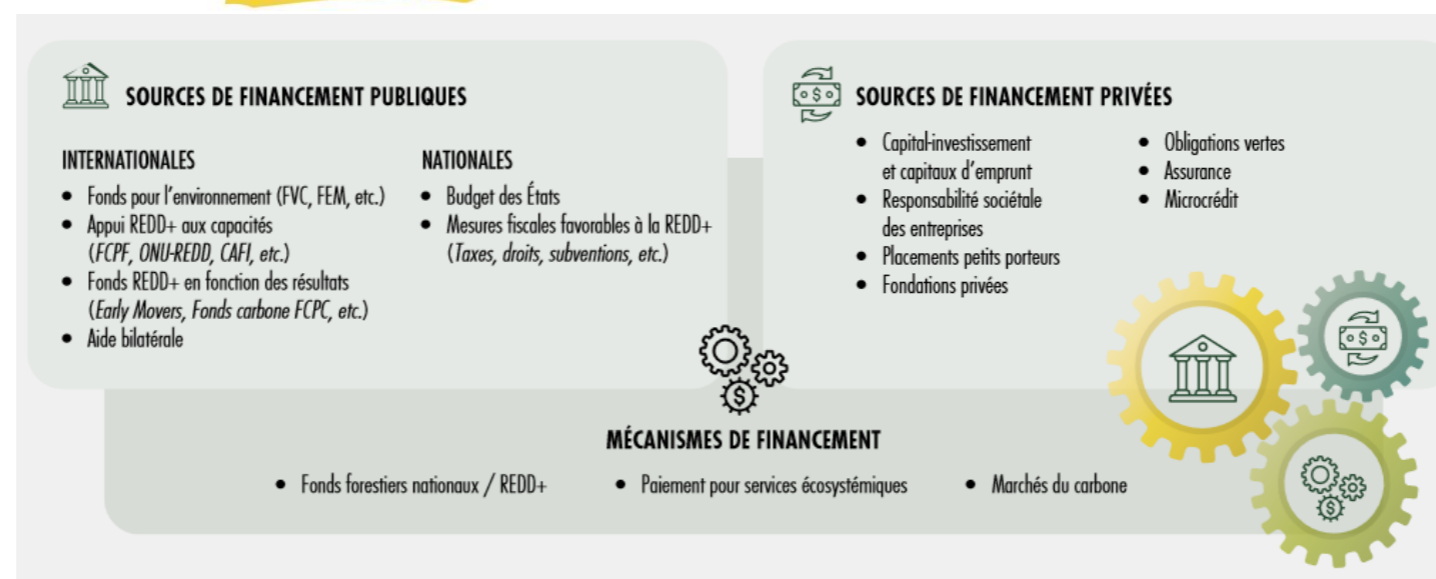 SOURCES DE FINANCEMENT PUBLIQUES
INTERNATIONALES
• Fonds pour l'environnement (FVC, FEM, etc.)
• Appui REDD+ aux capacités
(FCPF, ONU-REDD, CAFI, etc.)
• Fonds REDD+ en fonction des résultats
(Early Movers, Fonds carbone FCPC, etc.)
• Aide bilatérale
NATIONALES
• Budget des États
• Mesures fiscales favorables à la REDD+
(Taxes, droits, subventions, etc.)
SOURCES DE FINANCEMENT PRIVÉES
• Capital-investissement
et capitaux d'emprunt
• Responsabilité sociétale
des entreprises
• Placements petits porteurs
• Fondations privées
• Obligations vertes
• Assurance
• Microcrédit
MÉCANISMES DE FINANCEMENT
• Fonds forestiers nationaux / REDD+
• Paiement pour services écosystémiques
• Marchés du carbone